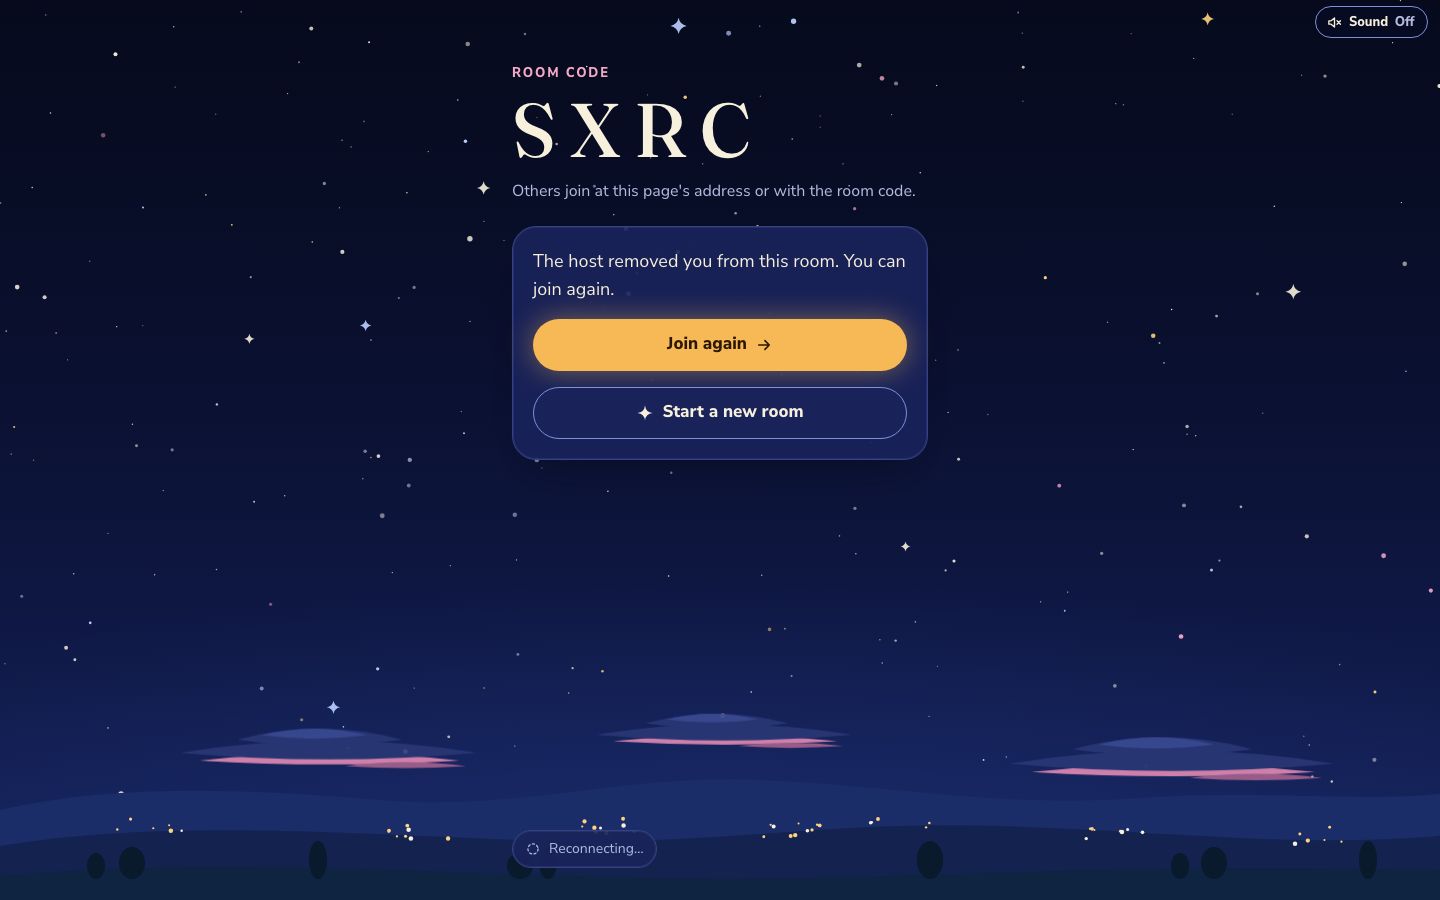 Sound Off
ROOM CODE
SXRC
Others join at this page's address or with the room code.
The host removed you from this room. You can
join again.
Join again →
Start a new room
Reconnecting...